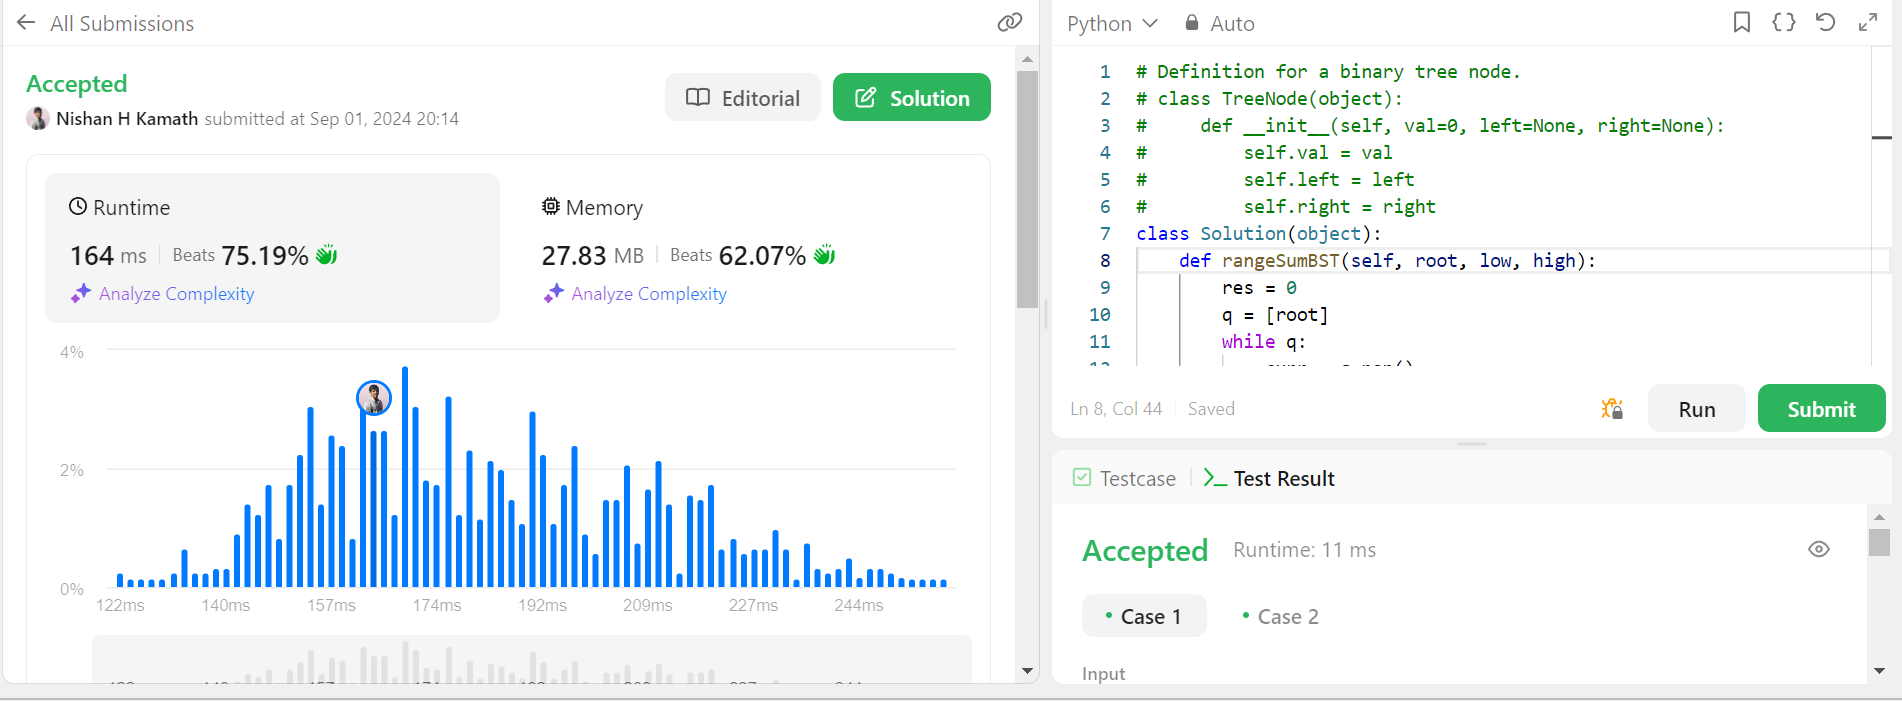 All Submissions
Accepted
Nishan H Kamath submitted at Sep 01, 2024 20:14
Editorial
Solution
Runtime
164 ms
Beats 75.19%
Analyze Complexity
Memory
27.83 MB
Beats 62.07%
Analyze Complexity
4%
2%
0%
122ms 140ms 157ms 174ms 192ms 209ms 227ms 244ms
Python
Auto
1 # Definition for a binary tree node.
2 # class TreeNode(object):
3 #     def __init__(self, val=0, left=None, right=None):
4 #         self.val = val
5 #         self.left = left
6 #         self.right = right
7 class Solution(object):
8     def rangeSumBST(self, root, low, high):
9         res = 0
10         q = [root]
11         while q:
Ln 8, Col 44
Saved
Run
Submit
Testcase
Test Result
Accepted
Runtime: 11 ms
Case 1
Case 2
Input